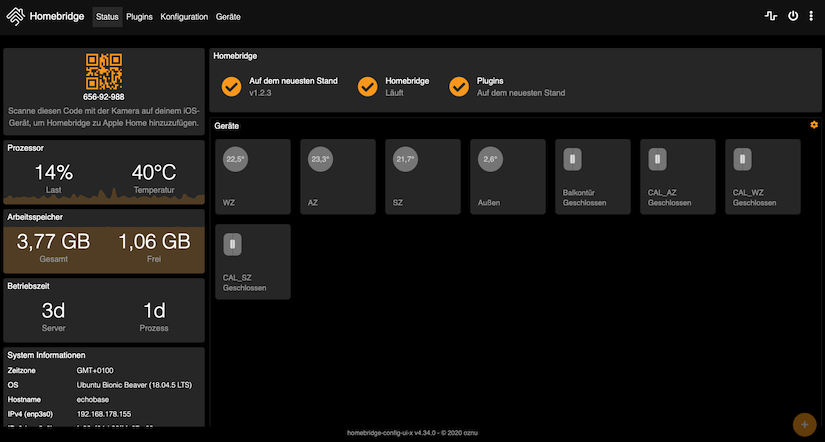 Homebridge
Status Plugins Konfiguration Geräte
656-92-988
Scanne diesen Code mit der Kamera auf deinem iOS-
Gerät, um Homebridge zu Apple Home hinzuzufügen.
Prozessor
14% 40°C
Last Temperatur
Arbeitsspeicher
3,77 GB 1,06 GB
Gesamt Frei
Betriebszeit
3d 1d
Server Prozess
System Informationen
Zeitzone GMT+0100
OS Ubuntu Bionic Beaver (18.04.5 LTS)
Hostname echobase
IPv4 (enp3s0) 192.168.178.155
Homebridge
Auf dem neuesten Stand
v1.2.3
Homebridge
Läuft
Plugins
Auf dem neuesten Stand
Geräte
22,5°
WZ
23,3°
AZ
21,7°
SZ
2,6°
Außen
Balkontür
Geschlossen
CAL_AZ
Geschlossen
CAL_WZ
Geschlossen
CAL_SZ
Geschlossen
homebridge-config-ui-x v4.34.0 - © 2020 oznu